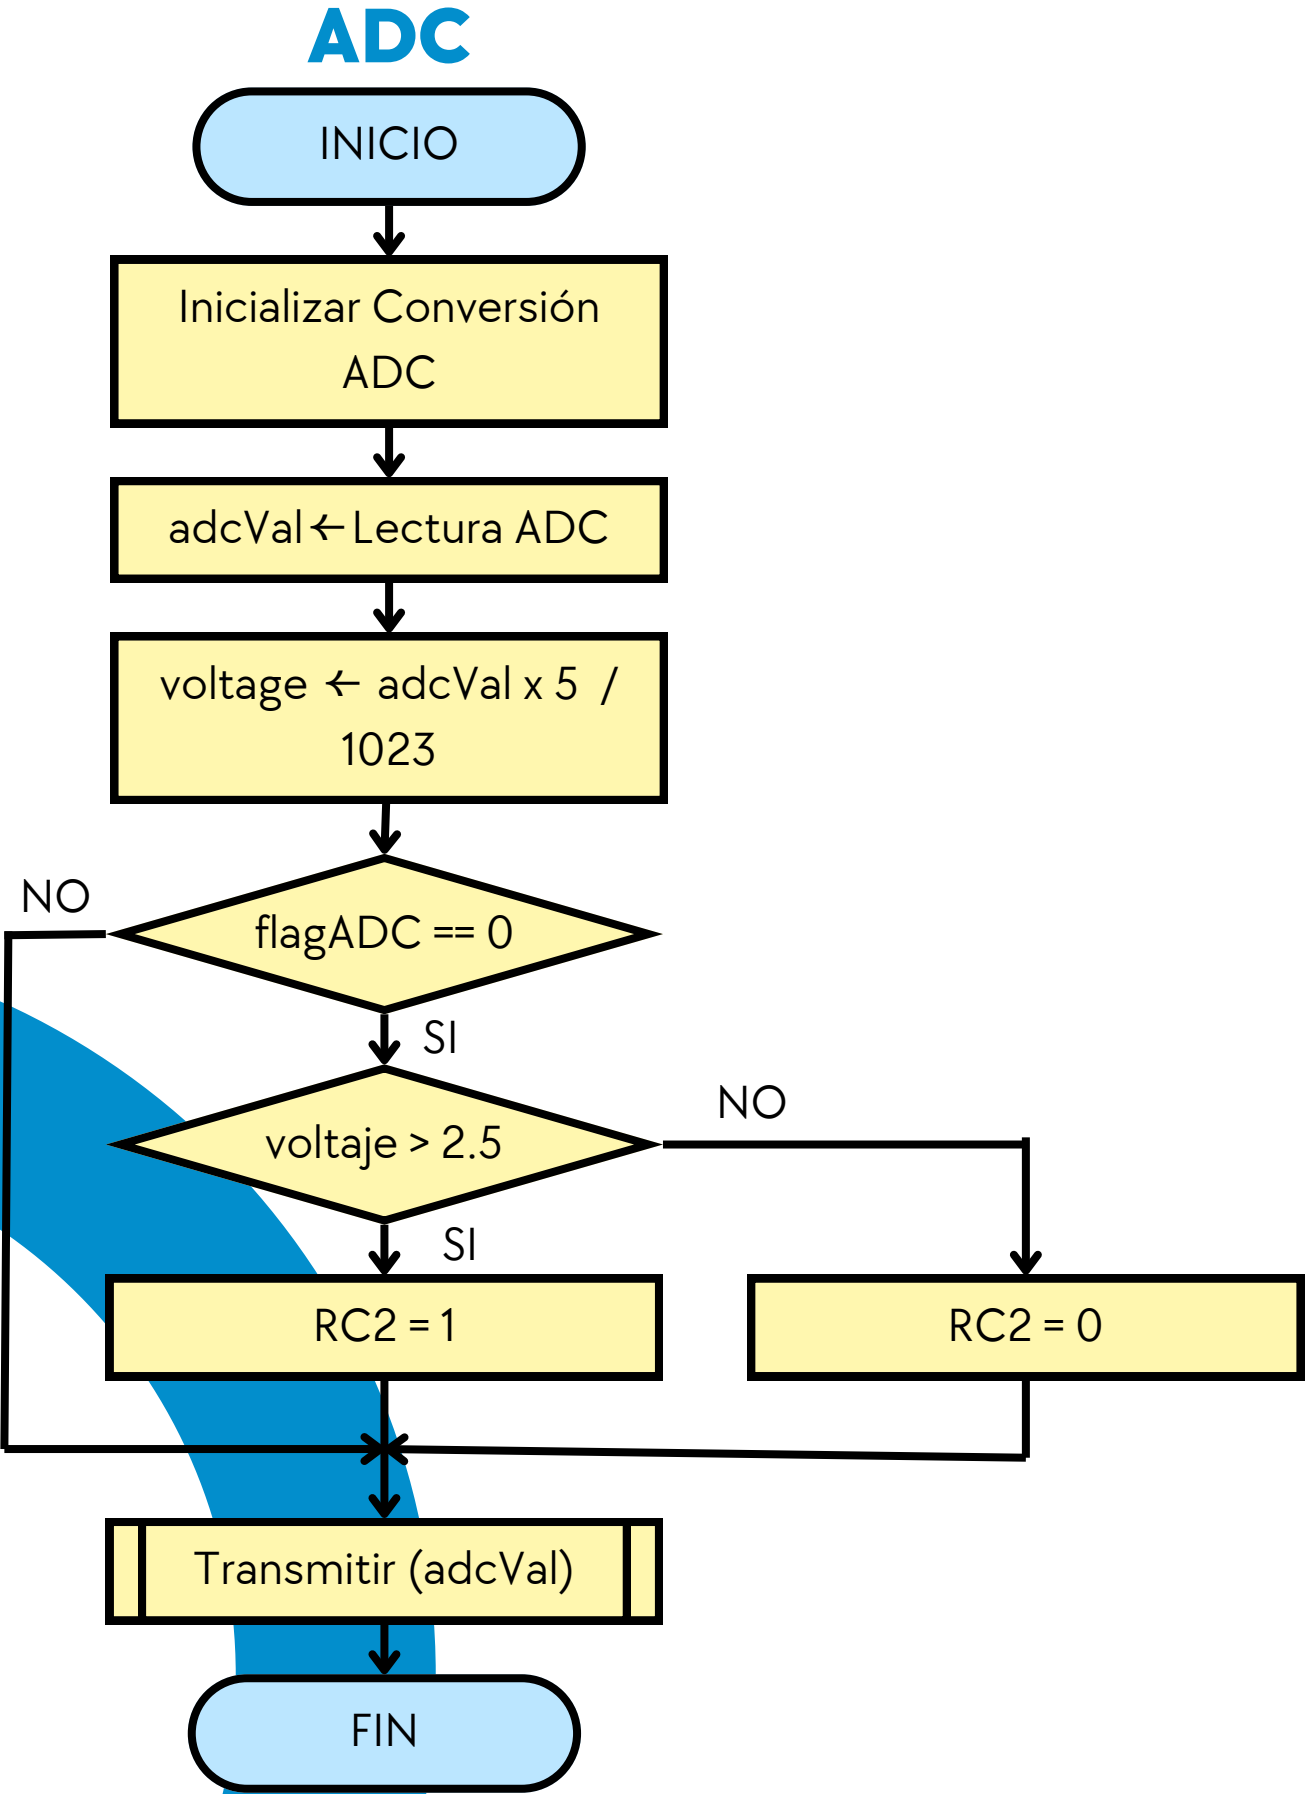 ADC
INICIO
Inicializar Conversión
ADC
adcVal ← Lectura ADC
voltage ← adcVal x 5 /
1023
NO
flagADC == 0
SI
NO
voltaje > 2.5
SI
RC2 = 1
RC2 = 0
Transmitir (adcVal)
FIN